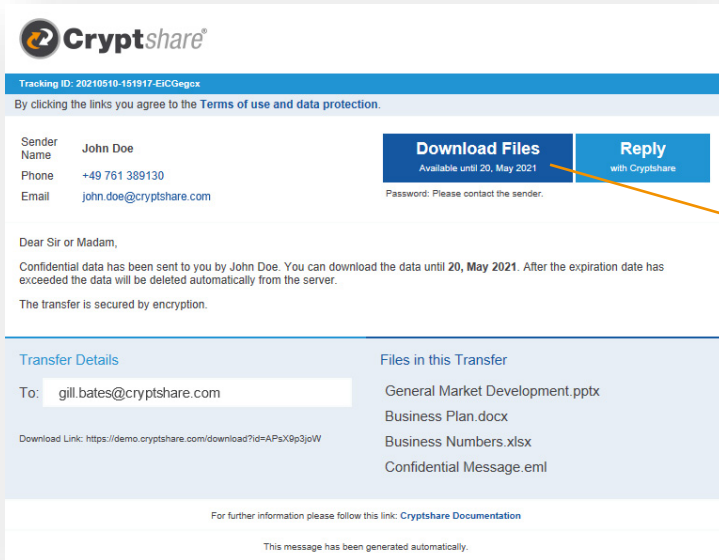 Cryptshare®
Tracking ID: 20210510-151917-EiCGegcx
By clicking the links you agree to the Terms of use and data protection.
Sender Name John Doe
Phone +49 761 389130
Email john.doe@cryptshare.com
Download Files
Available until 20, May 2021
Reply
with Cryptshare
Password: Please contact the sender.
Dear Sir or Madam,
Confidential data has been sent to you by John Doe. You can download the data until 20, May 2021. After the expiration date has
exceeded the data will be deleted automatically from the server.
The transfer is secured by encryption.
Transfer Details
To: gill.bates@cryptshare.com
Download Link: https://demo.cryptshare.com/download?id=APsX9p3joW
Files in this Transfer
General Market Development.pptx
Business Plan.docx
Business Numbers.xlsx
Confidential Message.eml
For further information please follow this link: Cryptshare Documentation
This message has been generated automatically.